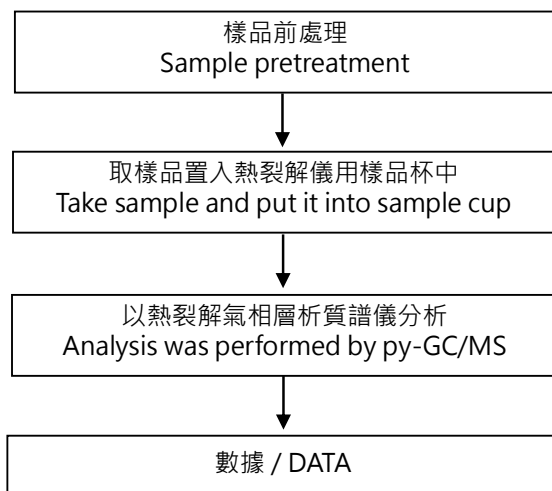 樣品前處理
Sample pretreatment
取樣品置入熱裂解儀用樣品杯中
Take sample and put it into sample cup
以熱裂解氣相層析質譜儀分析
Analysis was performed by py-GC/MS
數據 / DATA